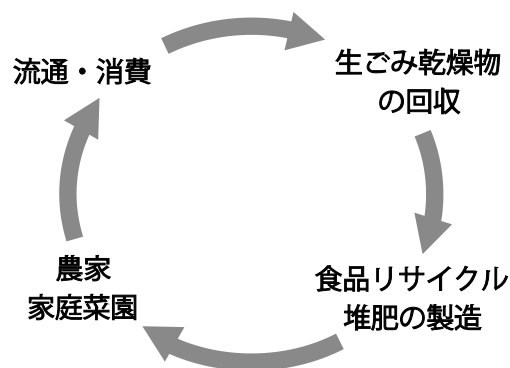 流通・消費
生ごみ乾燥物
の回収
食品リサイクル
堆肥の製造
農家
家庭菜園